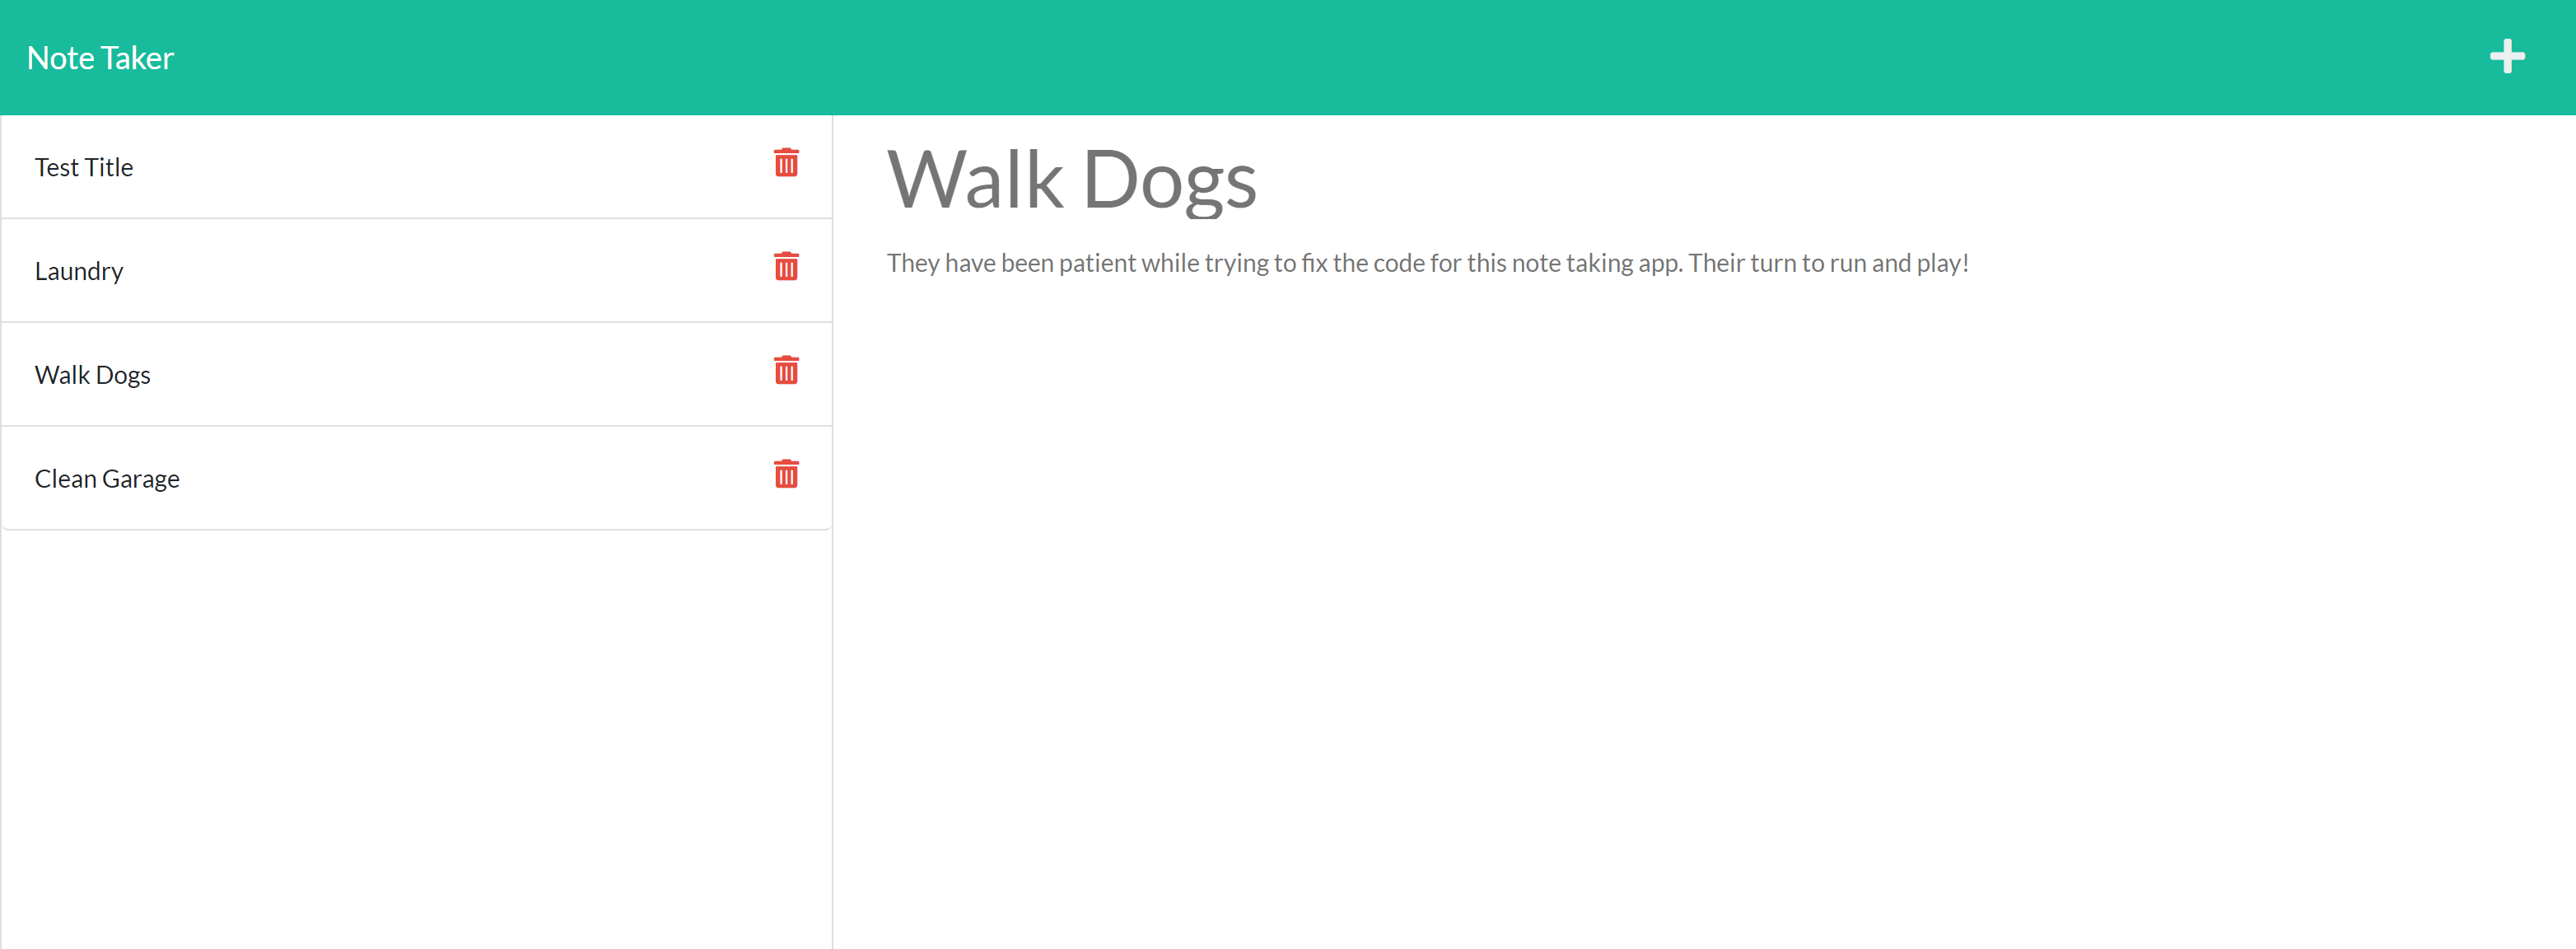 Note Taker
Test Title
Laundry
Walk Dogs
Clean Garage
Walk Dogs
They have been patient while trying to fix the code for this note taking app. Their turn to run and play!